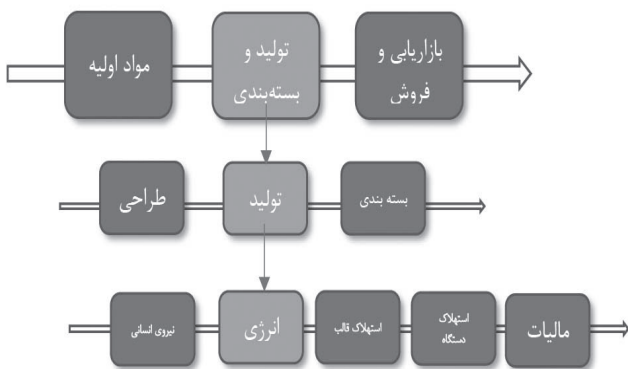 مواد اولیه
تولید و
بسته‌بندی
بازاریابی و
فروش
طراحی
تولید
بسته بندی
نیروی انسانی
انرژی
استهلاک قالب
استهلاک
دستگاه
مالیات